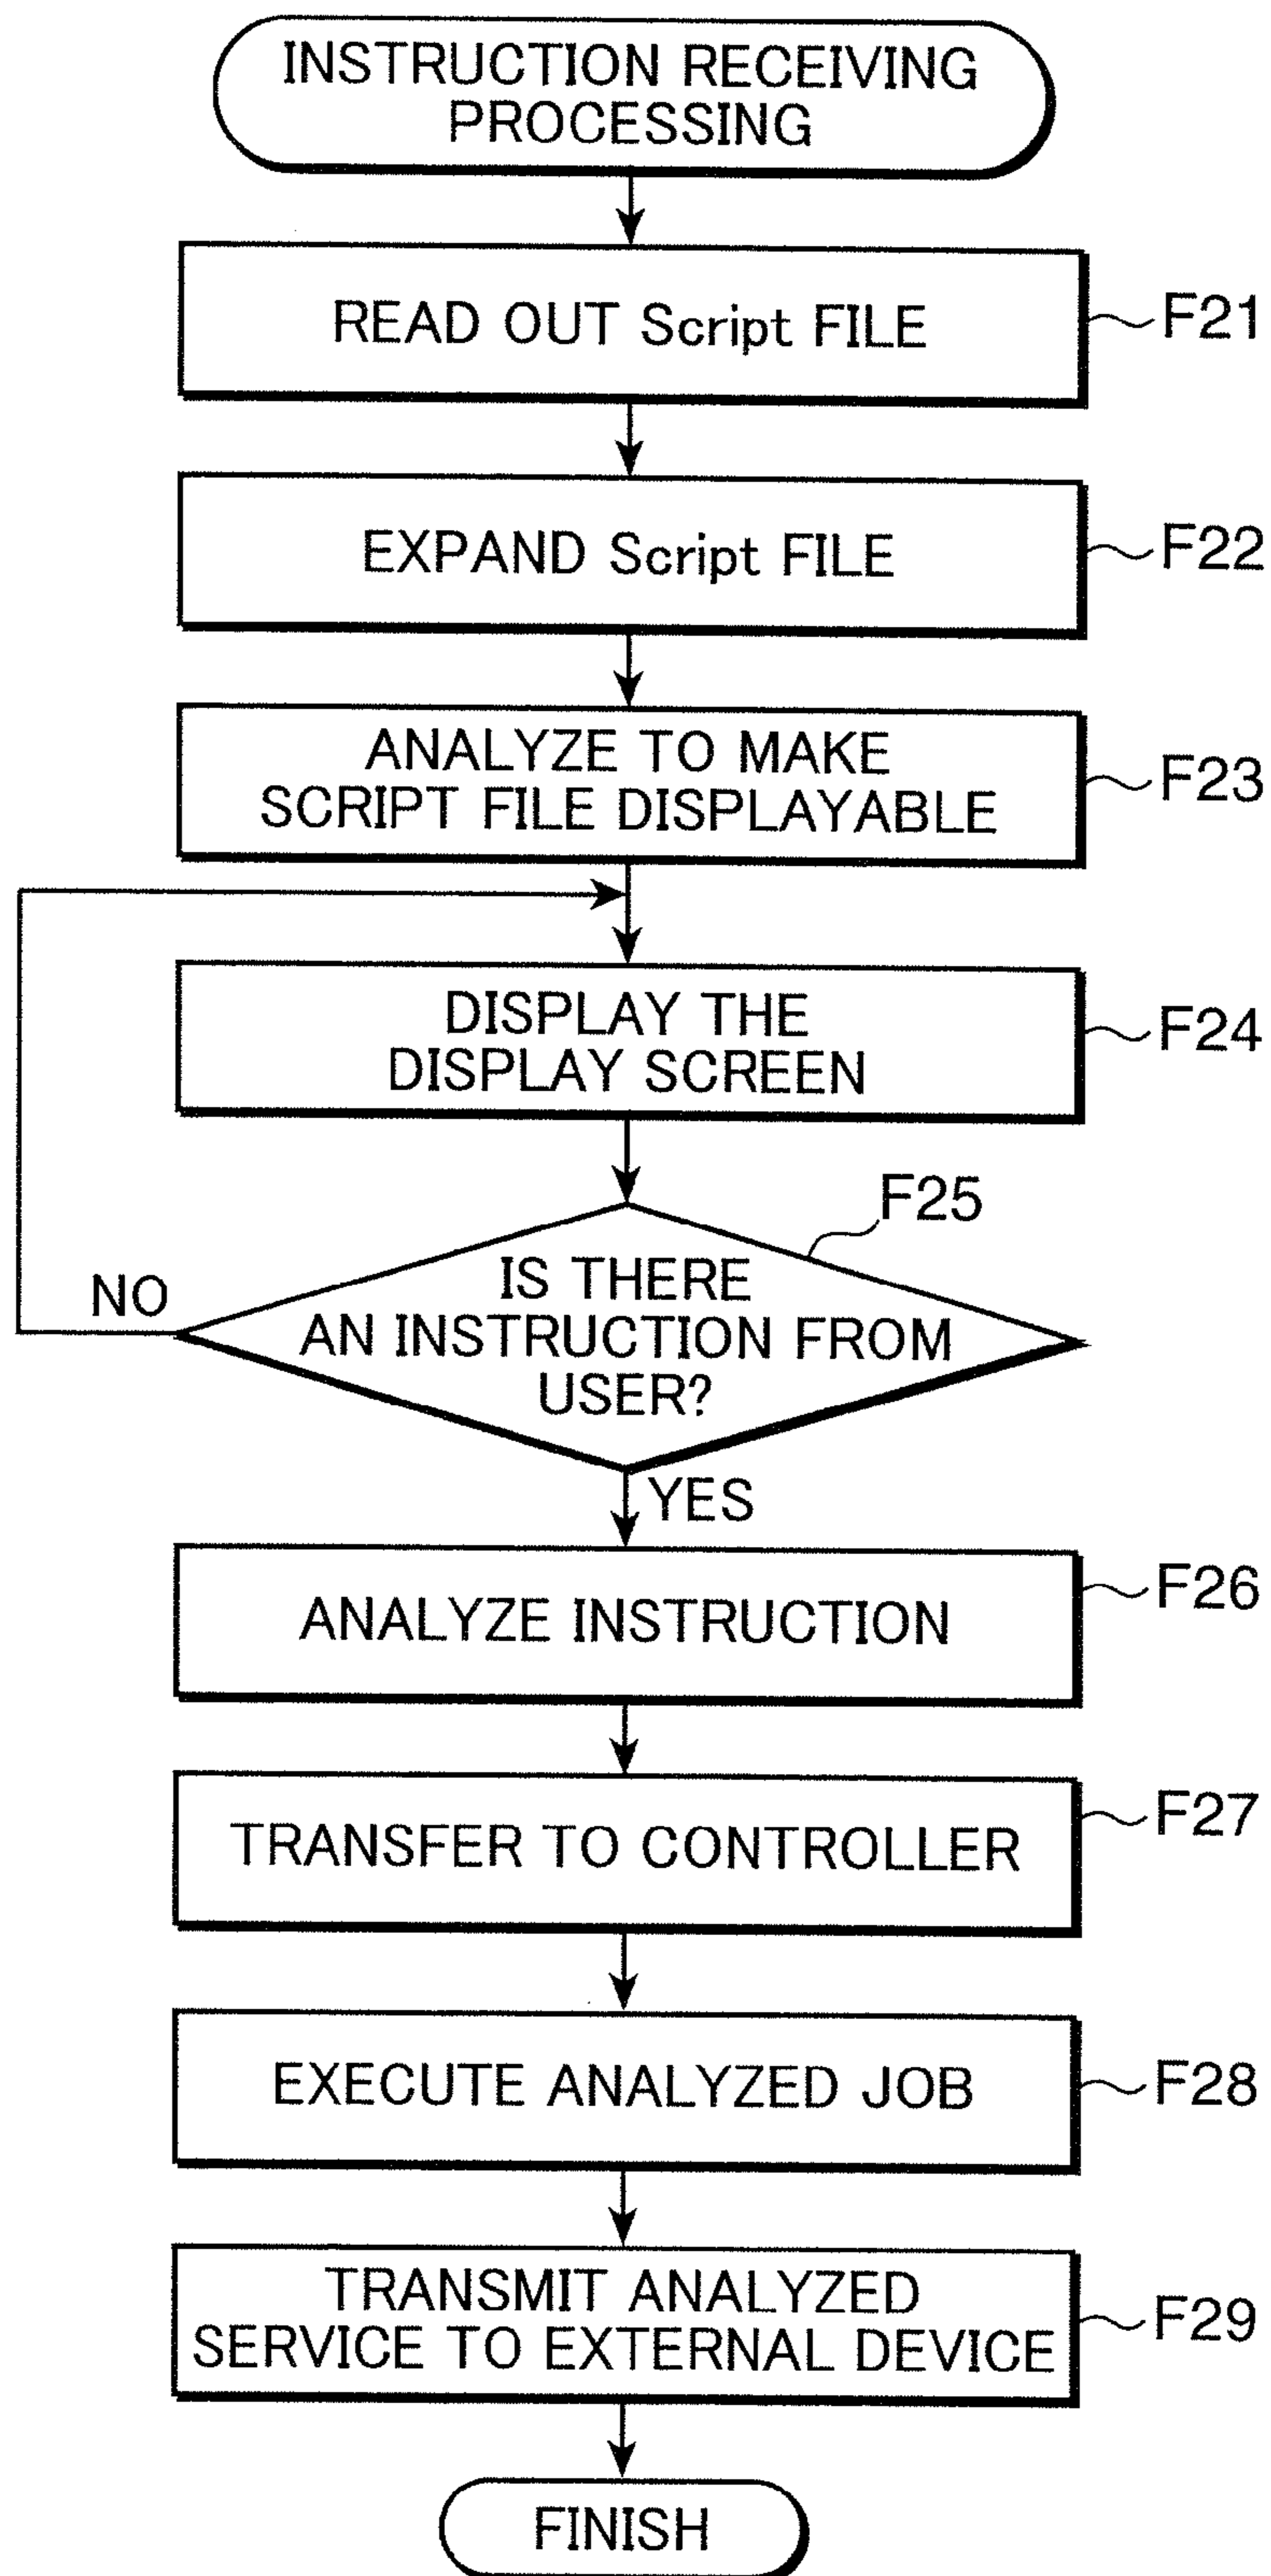 INSTRUCTION RECEIVING
PROCESSING
READ OUT Script FILE
F21
EXPAND Script FILE
F22
ANALYZE TO MAKE
SCRIPT FILE DISPLAYABLE
F23
DISPLAY THE
DISPLAY SCREEN
F24
F25
IS THERE
AN INSTRUCTION FROM
USER?
NO
YES
ANALYZE INSTRUCTION
F26
TRANSFER TO CONTROLLER
F27
EXECUTE ANALYZED JOB
F28
TRANSMIT ANALYZED
SERVICE TO EXTERNAL DEVICE
F29
FINISH